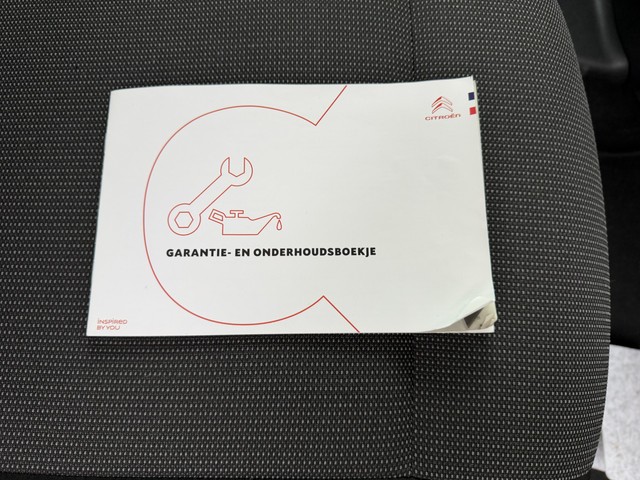 CITROËN
GARANTIE- EN ONDERHOUDSBOEKJE
INSPIRED
BY YOU